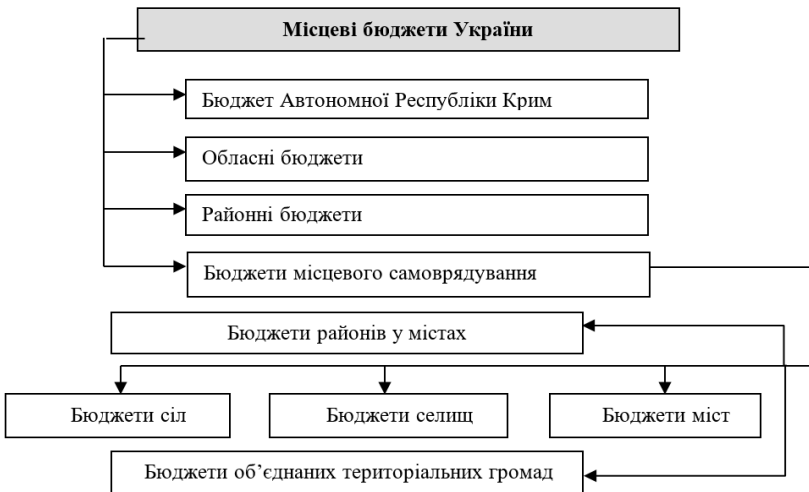 Місцеві бюджети України
Бюджет Автономної Республіки Крим
Обласні бюджети
Районні бюджети
Бюджети місцевого самоврядування
Бюджети районів у містах
Бюджети сіл
Бюджети селищ
Бюджети міст
Бюджети об’єднаних територіальних громад